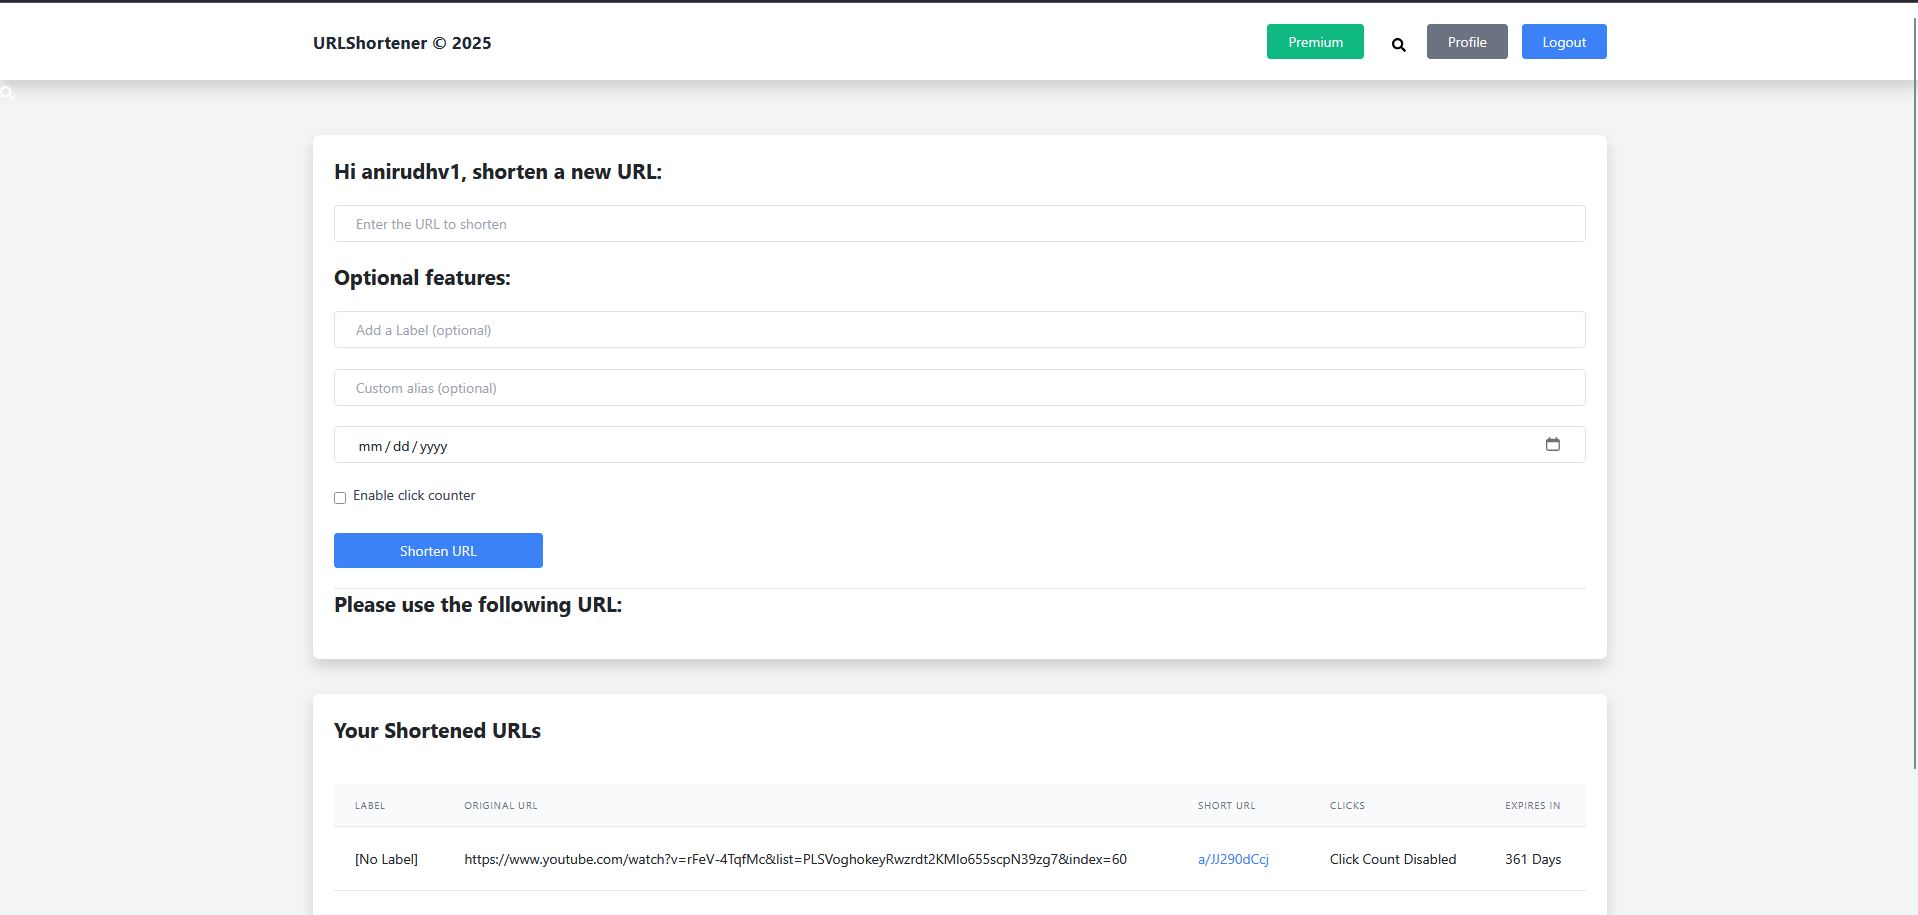 URLShortener © 2025
Premium
Profile
Logout
Hi anirudhv1, shorten a new URL:
Enter the URL to shorten
Optional features:
Add a Label (optional)
Custom alias (optional)
mm/dd/yyyy
Enable click counter
Shorten URL
Please use the following URL:
Your Shortened URLs
LABEL ORIGINAL URL SHORT URL CLICKS EXPIRES IN
[No Label] https://www.youtube.com/watch?v=rFeV-4TqfMc&list=PLSVoghokeyRwzrdt2KMlo655scpN39zg7&index=60 a/JJ290dCcj Click Count Disabled 361 Days